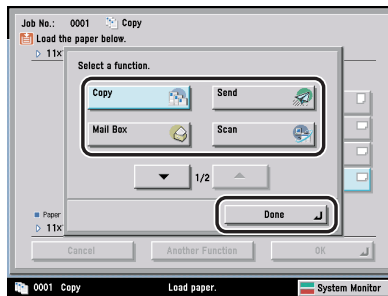 Job No.: 0001 Copy
Load the paper below.
11x
Select a function.
Copy Send
Mail Box Scan
1/2
Done
Paper
11x
Cancel Another Function OK
0001 Copy Load paper. System Monitor